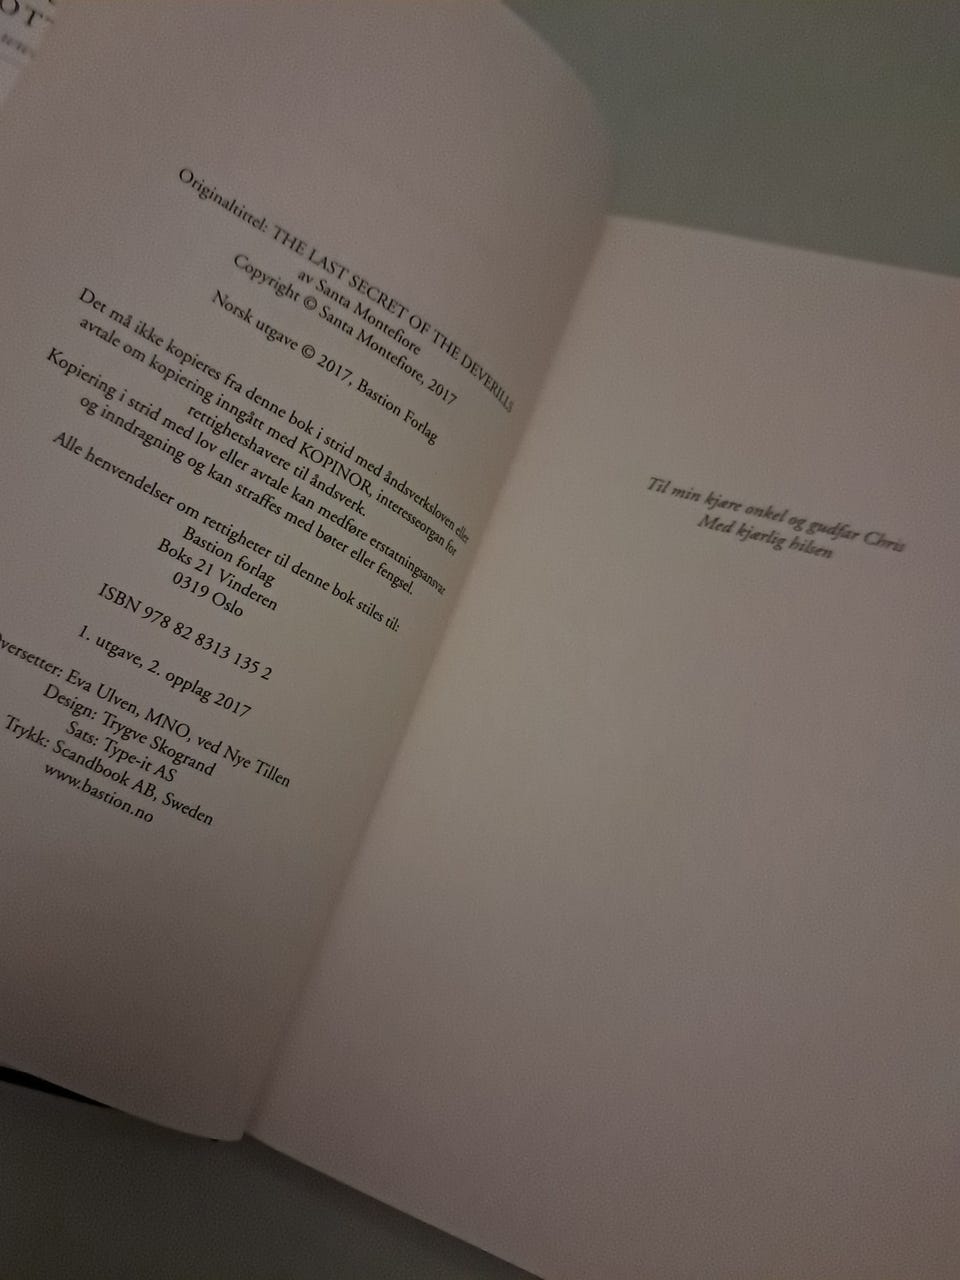 OT
Originaltittel: THE LAST SECRET OF THE DEVERILLS
av Santa Montefiore
Copyright © Santa Montefiore, 2017
Norsk utgave © 2017, Bastion Forlag
Det må ikke kopieres fra denne bok i strid med åndsverksloven eller
avtale om kopiering inngått med KOPINOR, interesseorgan for
rettighetshavere til åndsverk.
Kopiering i strid med lov eller avtale kan medføre erstatningsansvar
og inndragning og kan straffes med bøter eller fengsel.
Alle henvendelser om rettigheter til denne bok stiles til:
Bastion forlag
Boks 21 Vinderen
0319 Oslo
ISBN 978 82 8313 135 2
1. utgave, 2. opplag 2017
Oversetter: Eva Ulven, MNO, ved Nye Tillen
Design: Trygve Skogrand
Sats: Type-it AS
Trykk: Scandbook AB, Sweden
www.bastion.no
Til min kjære onkel og gudfar Chris
Med kjærlig hilsen